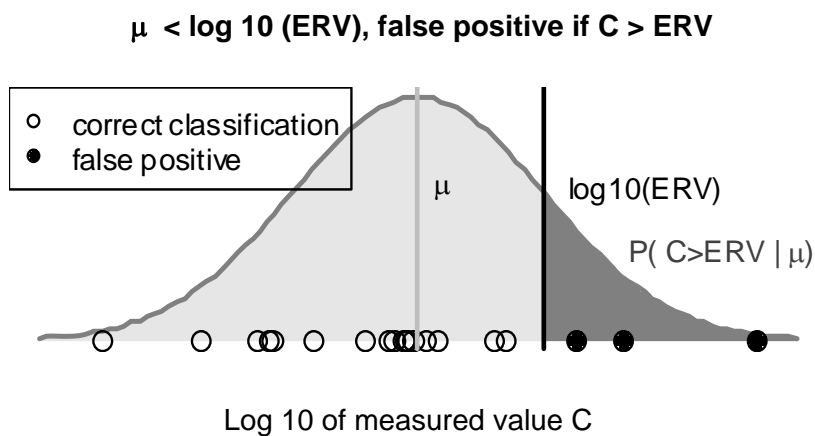 μ < log 10 (ERV), false positive if C > ERV
correct classification
false positive
μ
log10(ERV)
P( C>ERV | μ)
Log 10 of measured value C